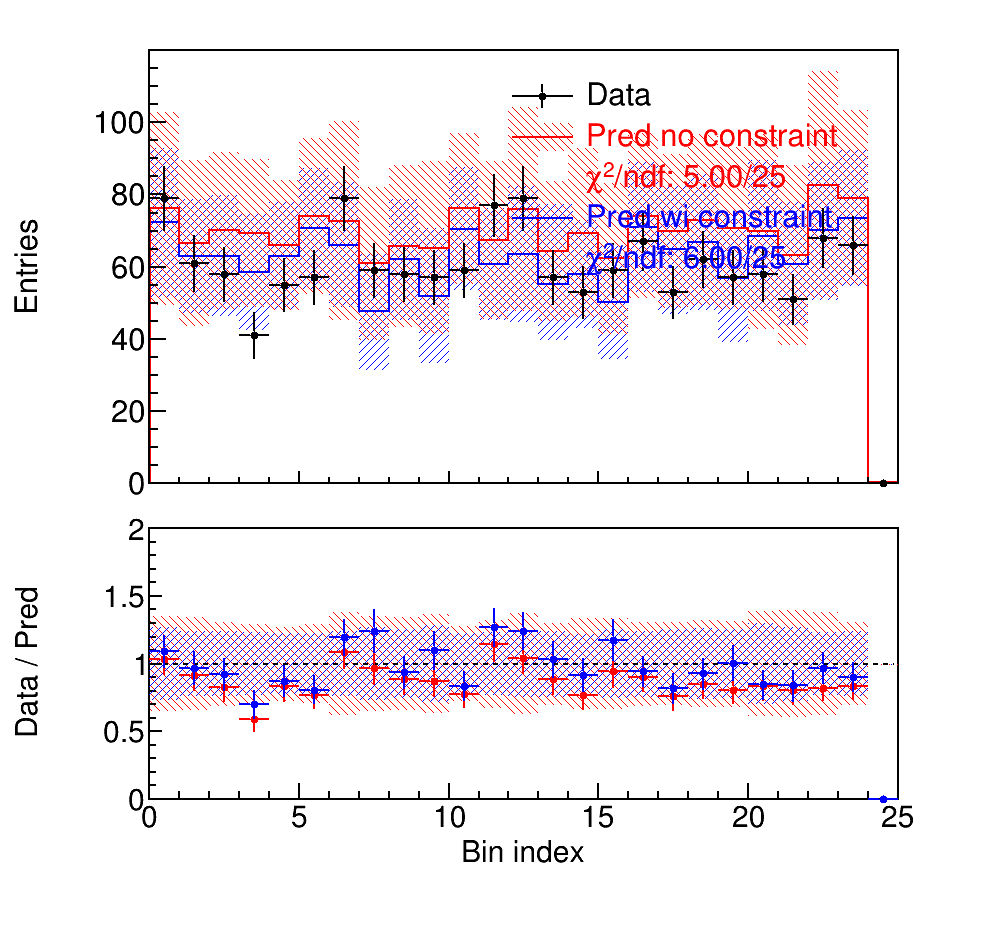 Entries
100
80
60
40
20
0
Data
Pred no constraint
χ²/ndf: 5.00/25
Pred wi constraint
χ²/ndf: 6.00/25
Data / Pred
2
1.5
1
0.5
0
0 5 10 15 20 25
Bin index